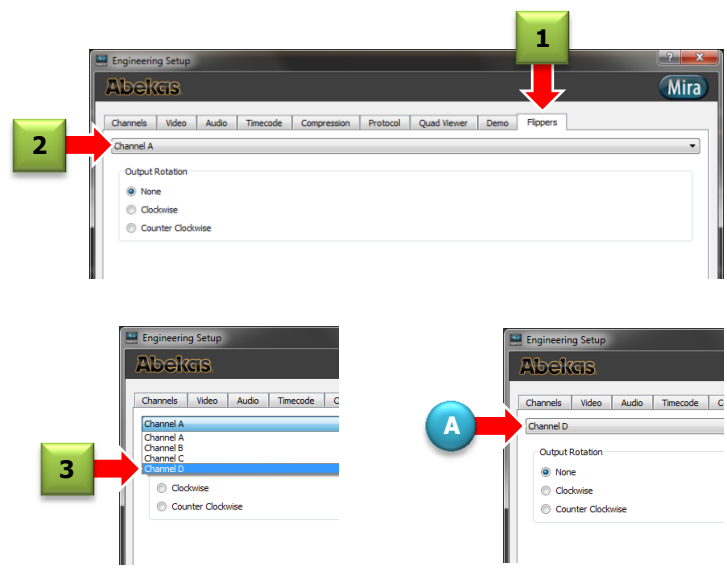 1
Engineering Setup
?
Abekas
Mira
Channels Video Audio Timecode Compression Protocol Quad Viewer Demo Flippers
2
Channel A
Output Rotation
None
Clockwise
Counter Clockwise
Engineering Setup
Abekas
Channels Video Audio Timecode C
Channel A
Channel A
Channel B
Channel C
Channel D
3
Clockwise
Counter Clockwise
Engineering Setup
Abekas
Channels Video Audio Timecode C
A
Channel D
Output Rotation
None
Clockwise
Counter Clockwise